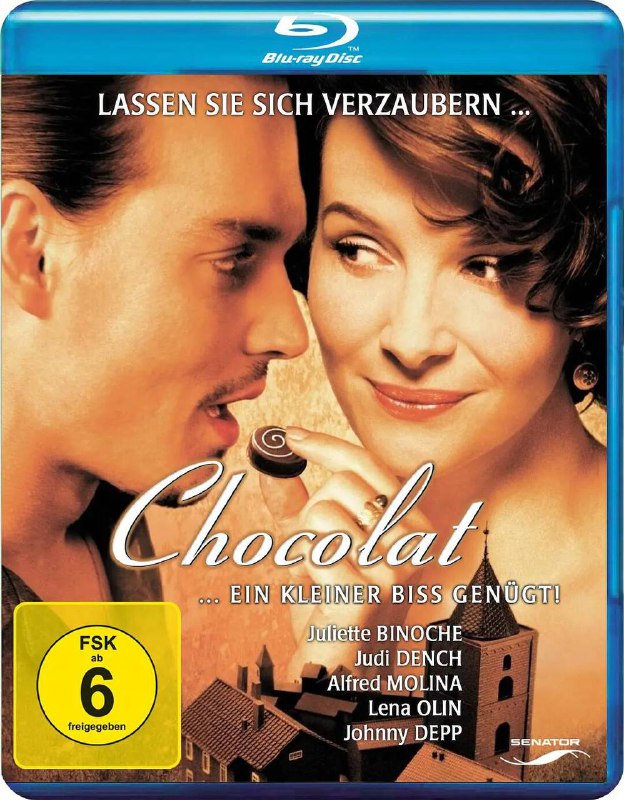 Blu-ray Disc™
LASSEN SIE SICH VERZAUBERN ...
Chocolat
... EIN KLEINER BISS GENÜGT!
Juliette BINOCHE
Judi DENCH
Alfred MOLINA
Lena OLIN
Johnny DEPP
FSK
ab
6
freigegeben
SENATOR